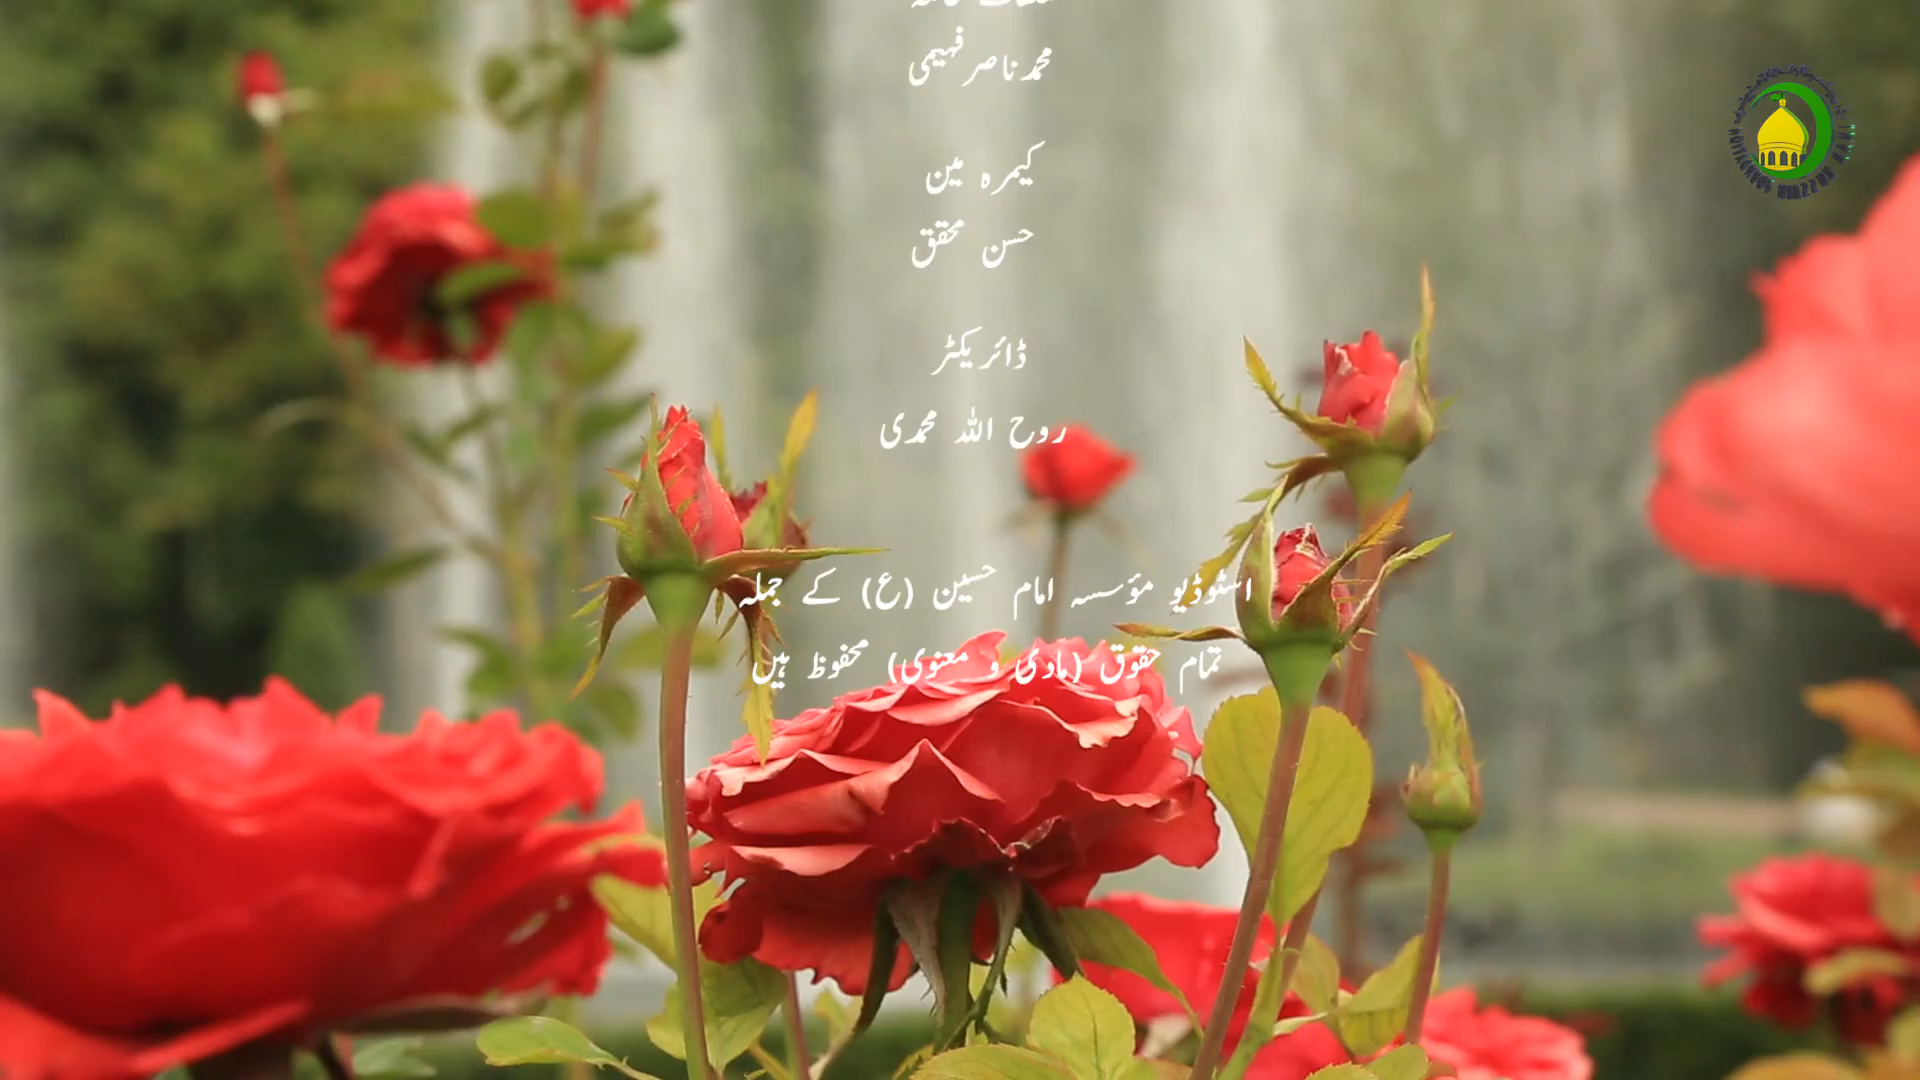 محمد ناصر فہیمی
کیمرہ مین
حسن محقق
ڈائریکٹر
روح اللہ محمدی
اسٹوڈیو مؤسسہ امام حسین (ع) کے جملہ
تمام حقوق (مادی و معنوی) محفوظ ہیں